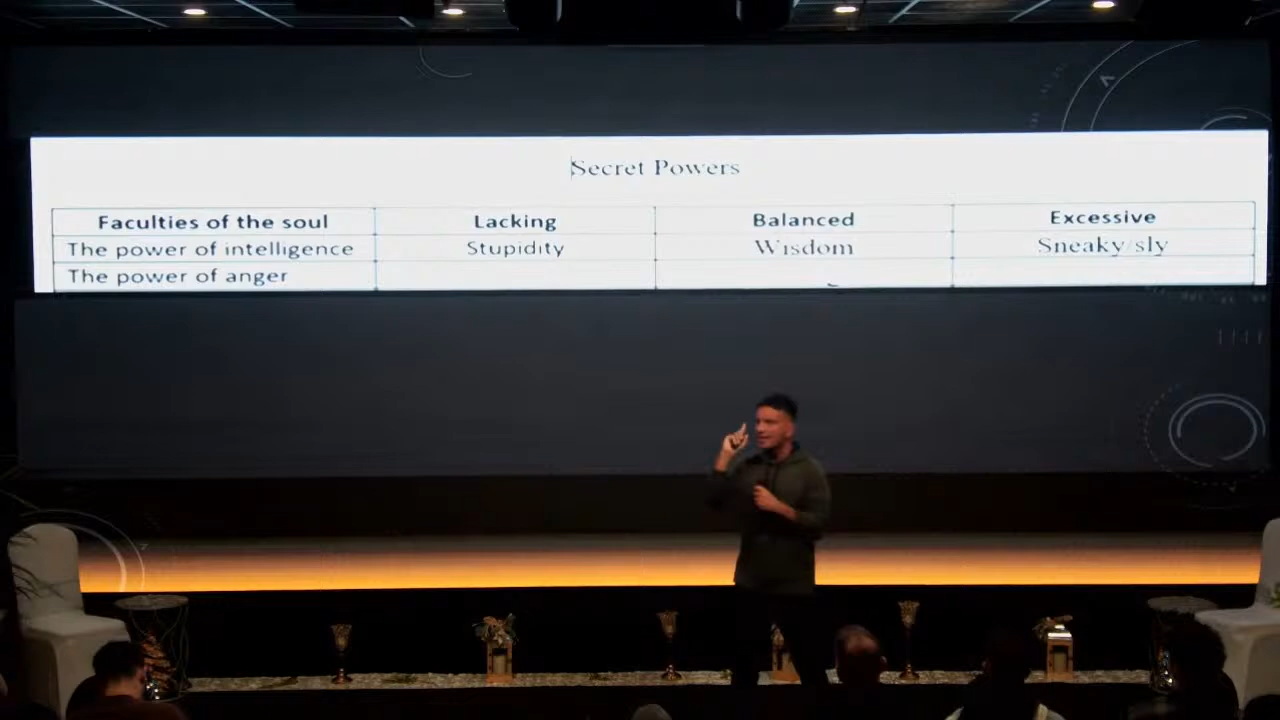 Secret Powers
Faculties of the soul Lacking Balanced Excessive
The power of intelligence Stupidity Wisdom Sneaky/sly
The power of anger